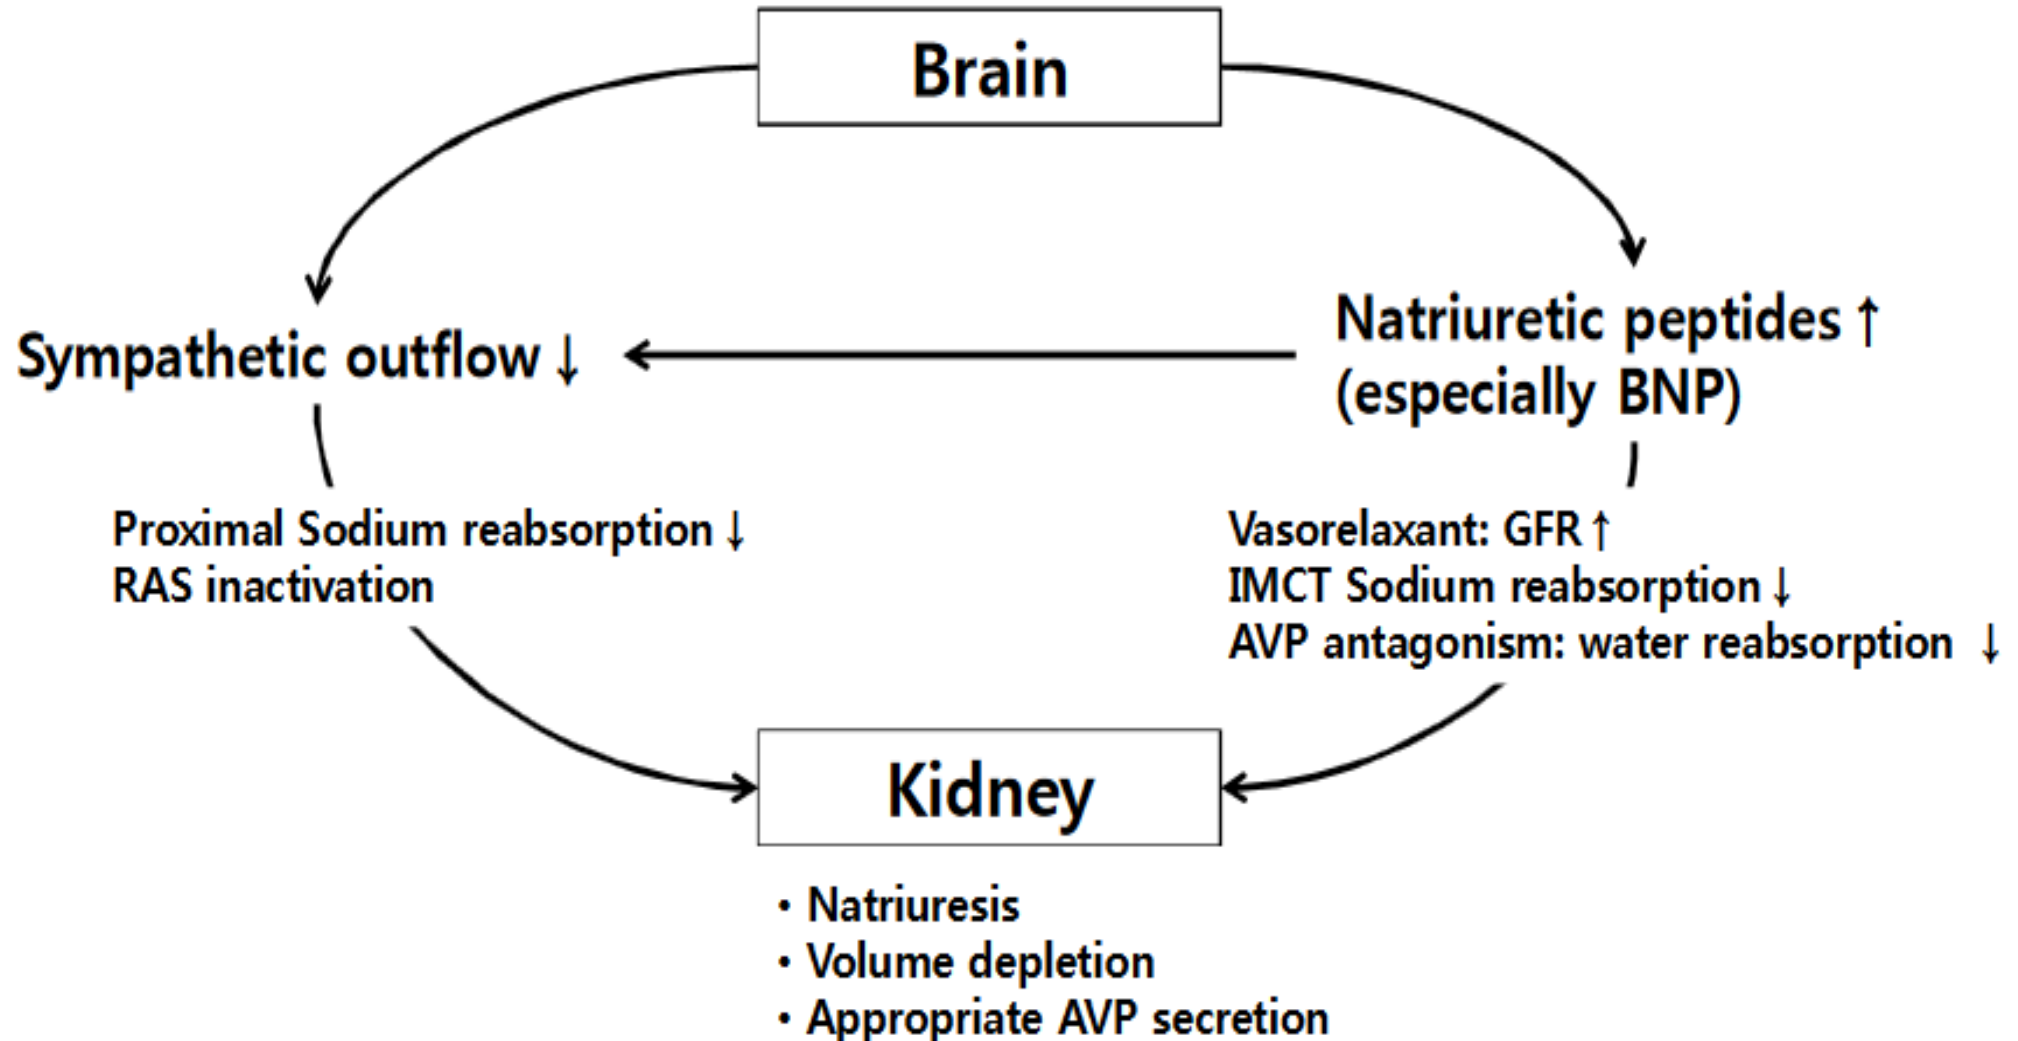 Brain
Sympathetic outflow ↓
Natriuretic peptides ↑
(especially BNP)
Proximal Sodium reabsorption ↓
RAS inactivation
Vasorelaxant: GFR ↑
IMCT Sodium reabsorption ↓
AVP antagonism: water reabsorption ↓
Kidney
• Natriuresis
• Volume depletion
• Appropriate AVP secretion